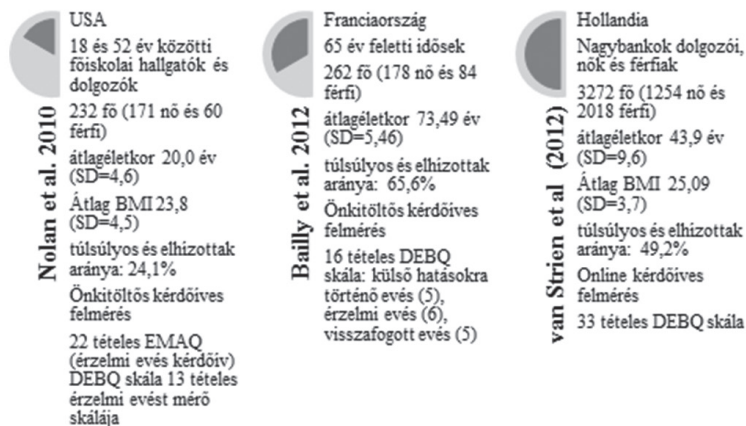 Nolan et al. 2010
USA
18 és 52 év közötti
főiskolai hallgatók és
dolgozók
232 fő (171 nő és 60
férfi)
átlagéletkor 20,0 év
(SD=4,6)
Átlag BMI 23,8
(SD=4,5)
túlsúlyos és elhízottak
aránya: 24,1%
Önkitöltős kérdőíves
felmérés
22 tételes EMAQ
(érzelmi evés kérdőív)
DEBQ skála 13 tételes
érzelmi evést mérő
skálája
Bailly et al. 2012
Franciaország
65 év feletti idősek
262 fő (178 nő és 84
férfi)
átlagéletkor 73,49 év
(SD=5,46)
túlsúlyos és elhízottak
aránya: 65,6%
Önkitöltős kérdőíves
felmérés
16 tételes DEBQ
skála: külső hatásokra
történő evés (5),
érzelmi evés (6),
visszafogott evés (5)
van Strien et al (2012)
Hollandia
Nagybankok dolgozói,
nők és férfiak
3272 fő (1254 nő és
2018 férfi)
átlagéletkor 43,9 év
(SD=9,6)
Átlag BMI 25,09
(SD=3,7)
túlsúlyos és elhízottak
aránya: 49,2%
Online kérdőíves
felmérés
33 tételes DEBQ skála